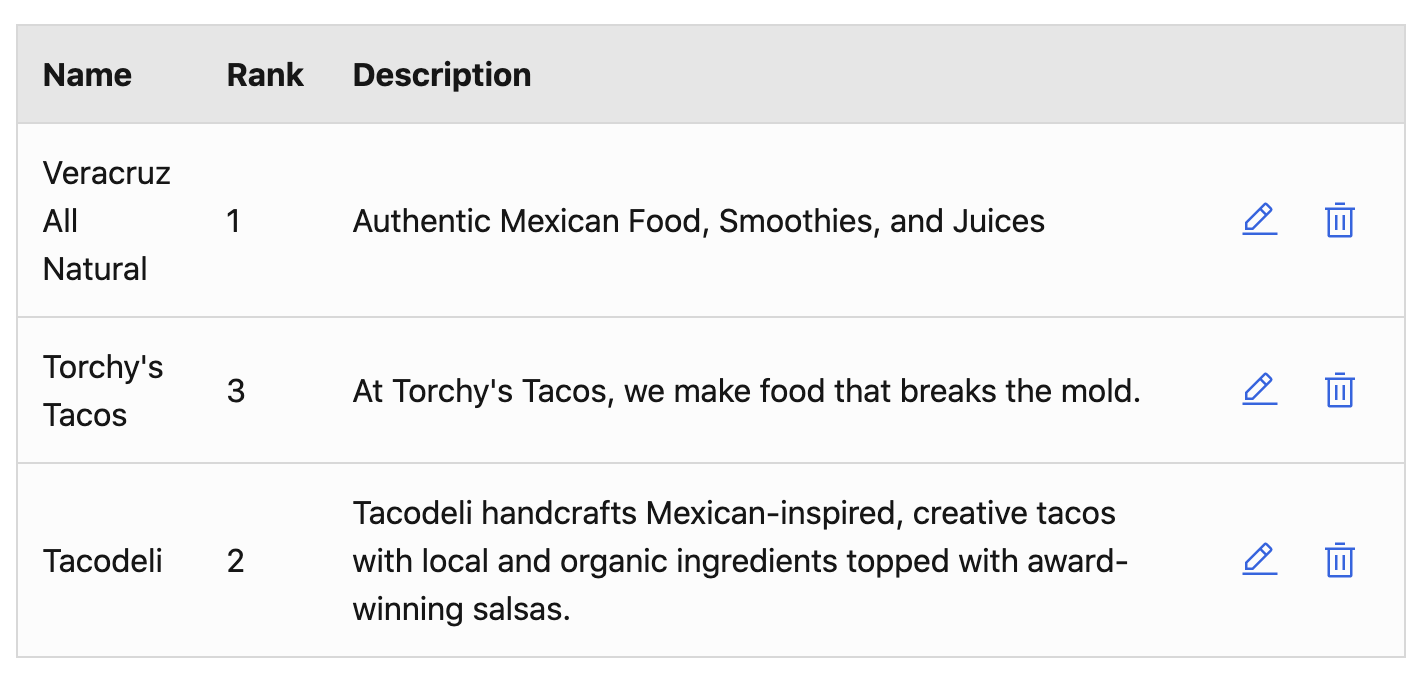 Name Rank Description
Veracruz
All
Natural
1
Authentic Mexican Food, Smoothies, and Juices
Torchy's
Tacos
3
At Torchy's Tacos, we make food that breaks the mold.
Tacodeli
2
Tacodeli handcrafts Mexican-inspired, creative tacos
with local and organic ingredients topped with award-
winning salsas.